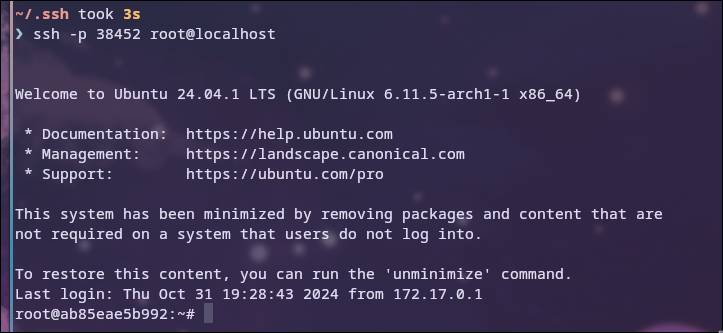 ~/.ssh took 3s
❯ ssh -p 38452 root@localhost
Welcome to Ubuntu 24.04.1 LTS (GNU/Linux 6.11.5-arch1-1 x86_64)
* Documentation:  https://help.ubuntu.com
* Management:     https://landscape.canonical.com
* Support:        https://ubuntu.com/pro
This system has been minimized by removing packages and content that are
not required on a system that users do not log into.
To restore this content, you can run the 'unminimize' command.
Last login: Thu Oct 31 19:28:43 2024 from 172.17.0.1
root@ab85eae5b992:~#